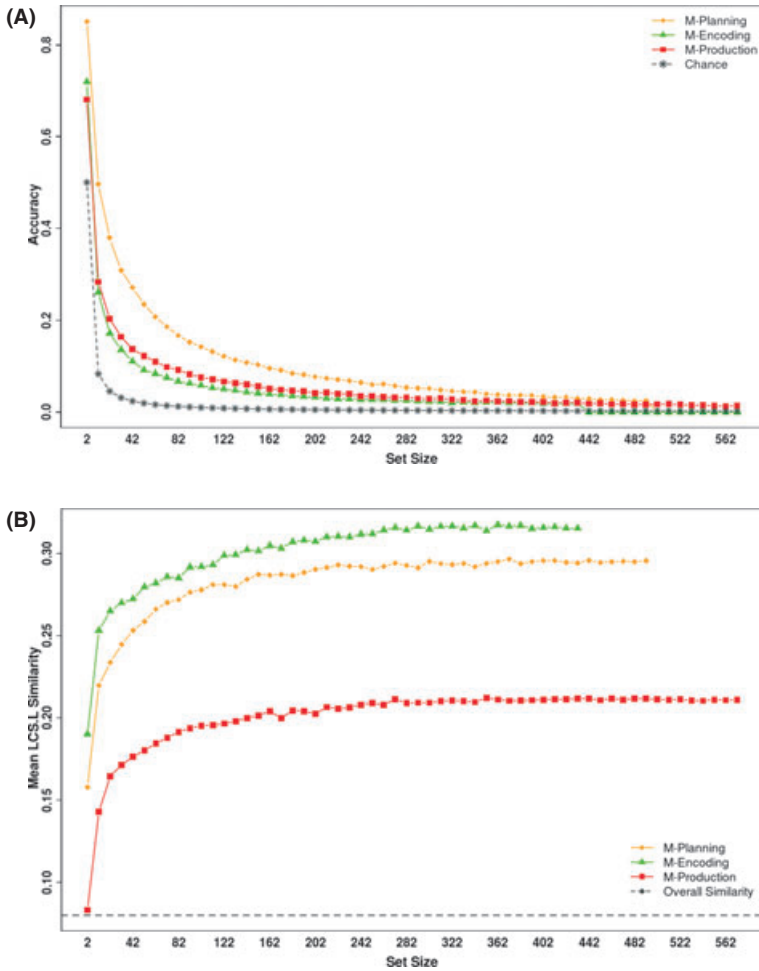 (A)
M-Planning
M-Encoding
M-Production
Chance
0.8
0.6
0.4
0.2
0.0
Accuracy
2 42 82 122 162 202 242 282 322 362 402 442 482 522 562
Set Size
(B)
0.30
0.25
0.20
0.15
0.10
Mean LCS.L Similarity
M-Planning
M-Encoding
M-Production
Overall Similarity
2 42 82 122 162 202 242 282 322 362 402 442 482 522 562
Set Size